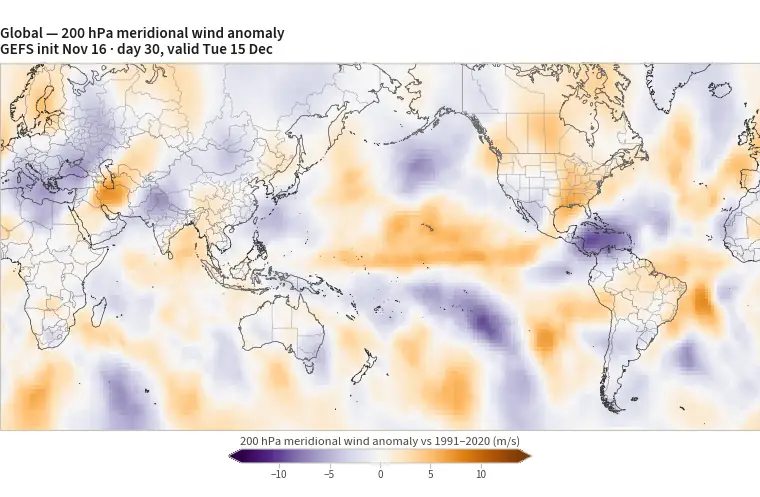 Global — 200 hPa meridional wind anomaly
GEFS init Nov 16 · day 30, valid Tue 15 Dec
200 hPa meridional wind anomaly vs 1991–2020 (m/s)
−10 −5 0 5 10